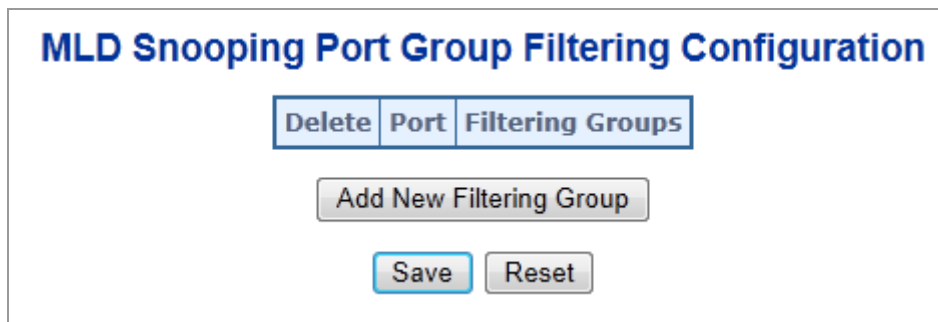 MLD Snooping Port Group Filtering Configuration
Delete Port Filtering Groups
Add New Filtering Group
Save Reset